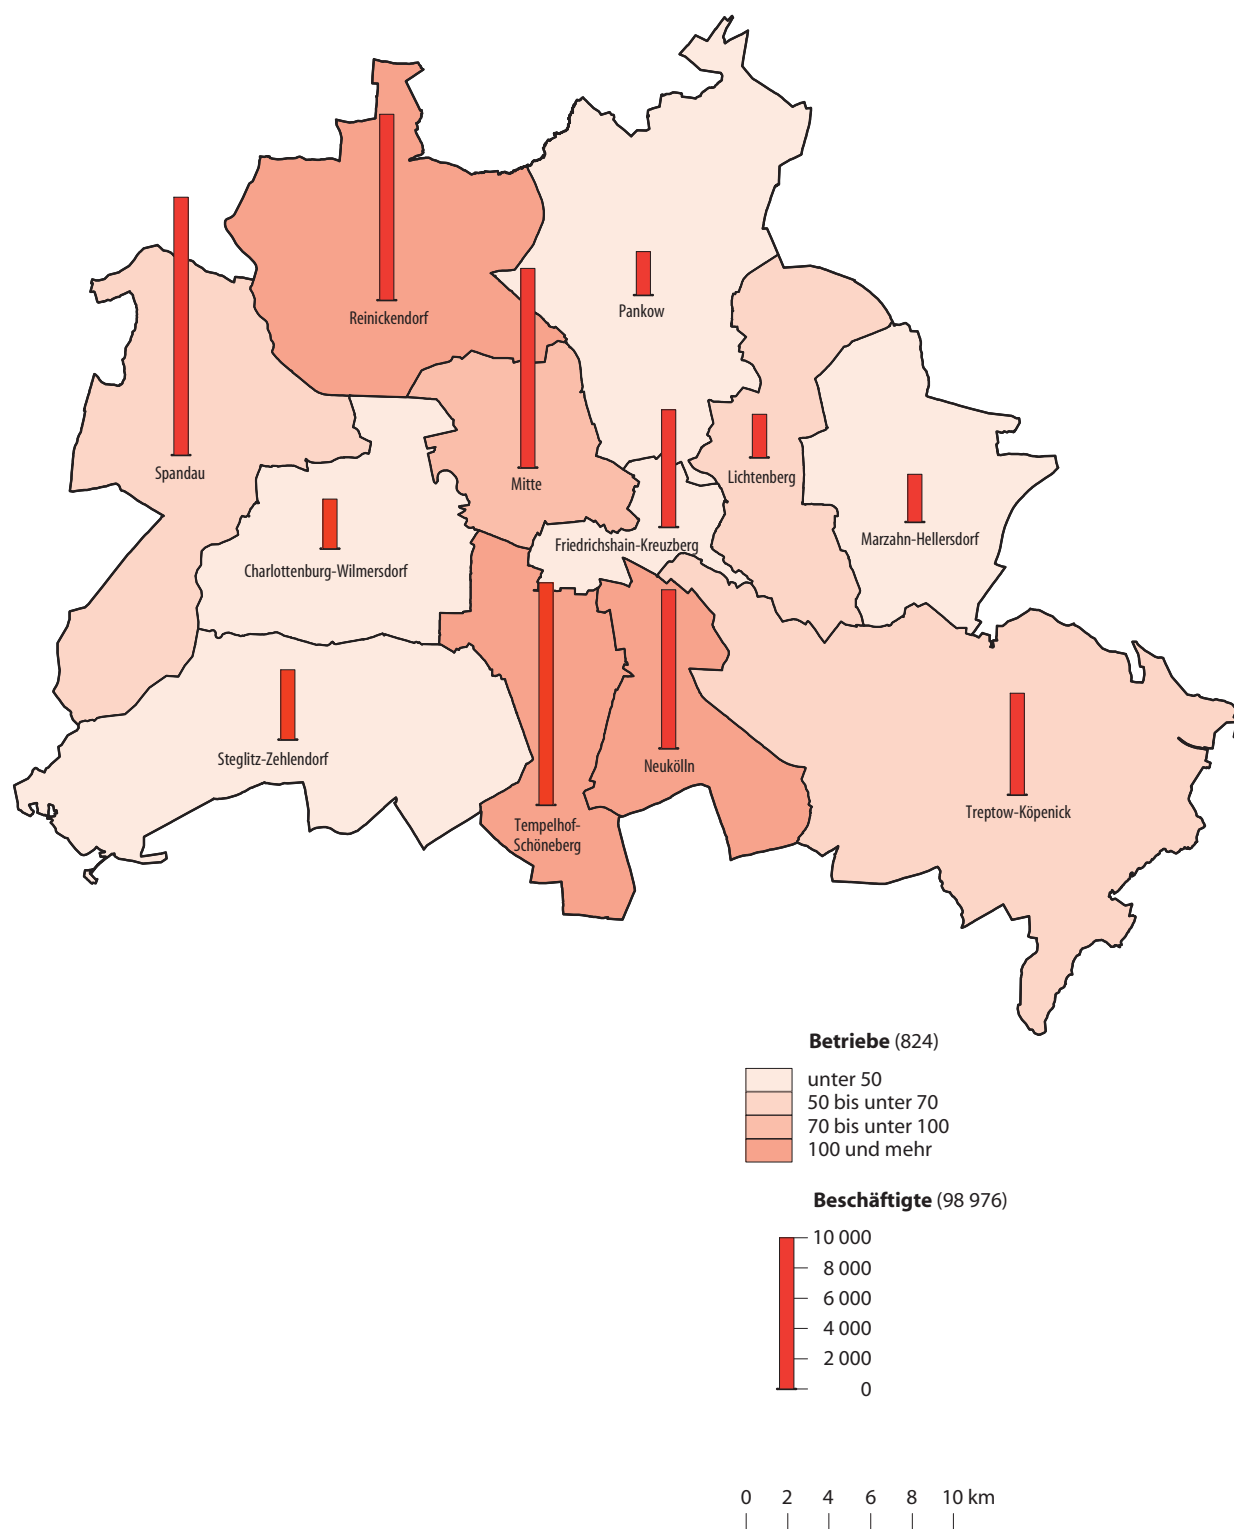 Pankow
Reinickendorf
Spandau
Mitte
Lichtenberg
Friedrichshain-Kreuzberg
Marzahn-Hellersdorf
Charlottenburg-Wilmersdorf
Steglitz-Zehlendorf
Neukölln
Treptow-Köpenick
Tempelhof-
Schöneberg
Betriebe (824)
unter 50
50 bis unter 70
70 bis unter 100
100 und mehr
Beschäftigte (98 976)
10 000
8 000
6 000
4 000
2 000
0
0 2 4 6 8 10 km